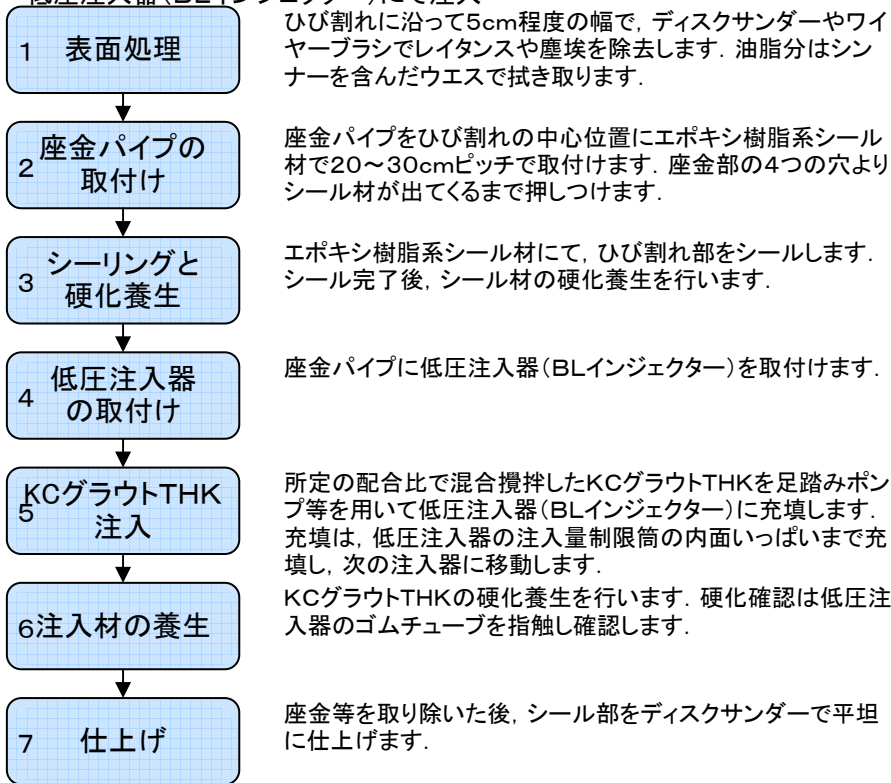 低圧注入器(BLインジェクター)にて注入
1 表面処理
ひび割れに沿って5cm程度の幅で,ディスクサンダーやワイ
ヤーブラシでレイタンスや塵埃を除去します.油脂分はシン
ナーを含んだウエスで拭き取ります.
2 座金パイプの
取付け
座金パイプをひび割れの中心位置にエポキシ樹脂系シール
材で20~30cmピッチで取付けます.座金部の4つの穴より
シール材が出てくるまで押しつけます.
3 シーリングと
硬化養生
エポキシ樹脂系シール材にて,ひび割れ部をシールします.
シール完了後,シール材の硬化養生を行います.
4 低圧注入器
の取付け
座金パイプに低圧注入器(BLインジェクター)を取付けます.
5 KCグラウトTHK
注入
所定の配合比で混合攪拌したKCグラウトTHKを足踏みポン
プ等を用いて低圧注入器(BLインジェクター)に充填します.
充填は,低圧注入器の注入量制限筒の内面いっぱいまで充
填し,次の注入器に移動します.
6 注入材の養生
KCグラウトTHKの硬化養生を行います.硬化確認は低圧注
入器のゴムチューブを指触し確認します.
7 仕上げ
座金等を取り除いた後,シール部をディスクサンダーで平坦
に仕上げます.